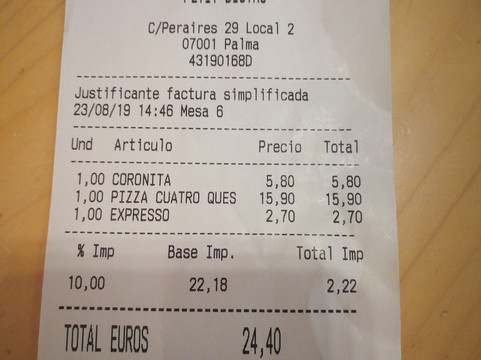 C/Peraires 29 Local 2
07001 Palma
43190168D
Justificante factura simplificada
23/08/19 14:46 Mesa 6
Und Articulo Precio Total
1,00 CORONITA 5,80 5,80
1,00 PIZZA CUATRO QUES 15,90 15,90
1,00 EXPRESSO 2,70 2,70
% Imp Base Imp. Total Imp
10,00 22,18 2,22
TOTAL EUROS 24,40